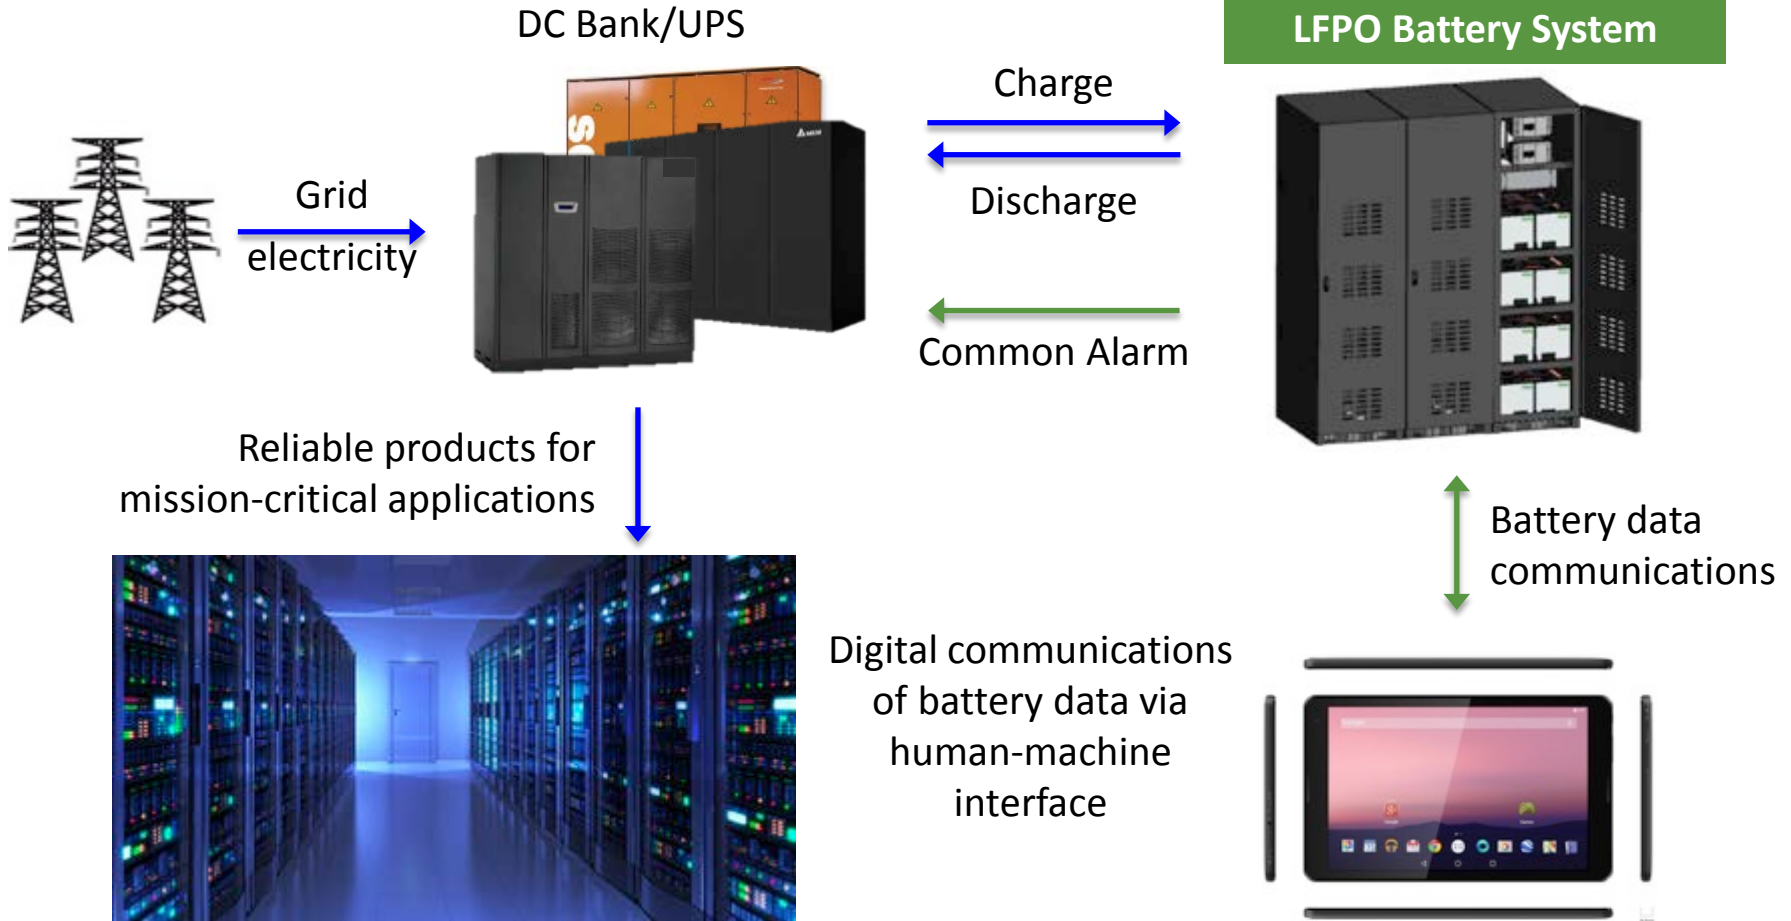 DC Bank/UPS
LFPO Battery System
Charge
Discharge
Grid
electricity
Common Alarm
Reliable products for
mission-critical applications
Battery data
communications
Digital communications
of battery data via
human-machine
interface